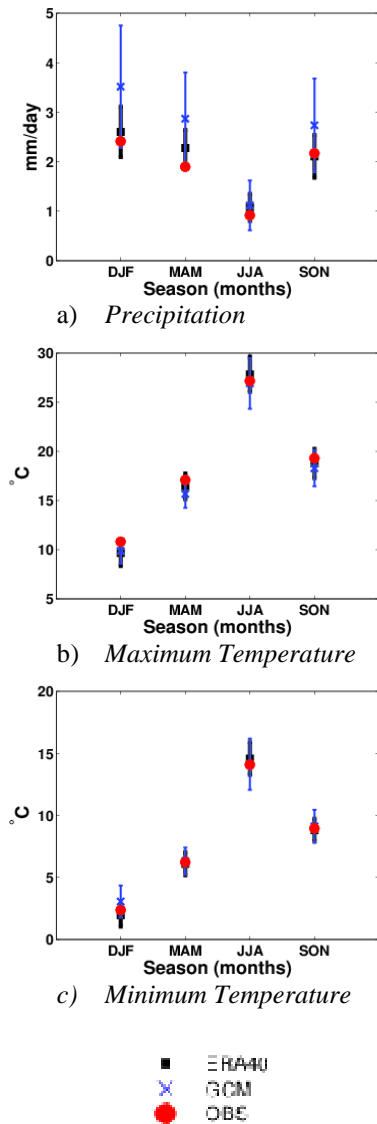 5
4
3
2
1
0
mm/day
DJF MAM JJA SON
Season (months)
a) Precipitation
30
25
20
15
10
5
°C
DJF MAM JJA SON
Season (months)
b) Maximum Temperature
20
15
10
5
0
°C
DJF MAM JJA SON
Season (months)
c) Minimum Temperature
ERA40
GCM
OBS